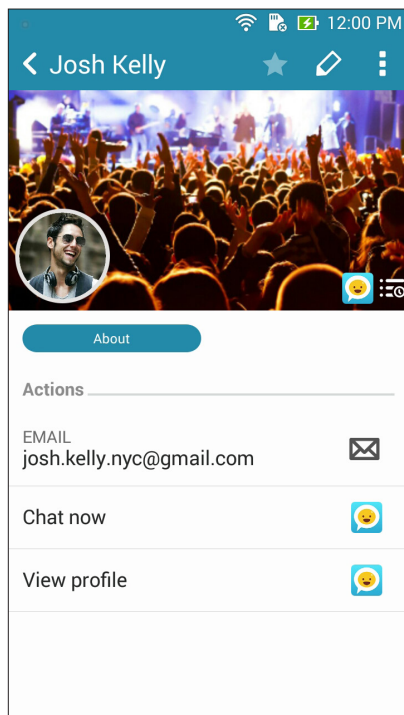 12:00 PM
Josh Kelly
About
Actions
EMAIL
josh.kelly.nyc@gmail.com
Chat now
View profile